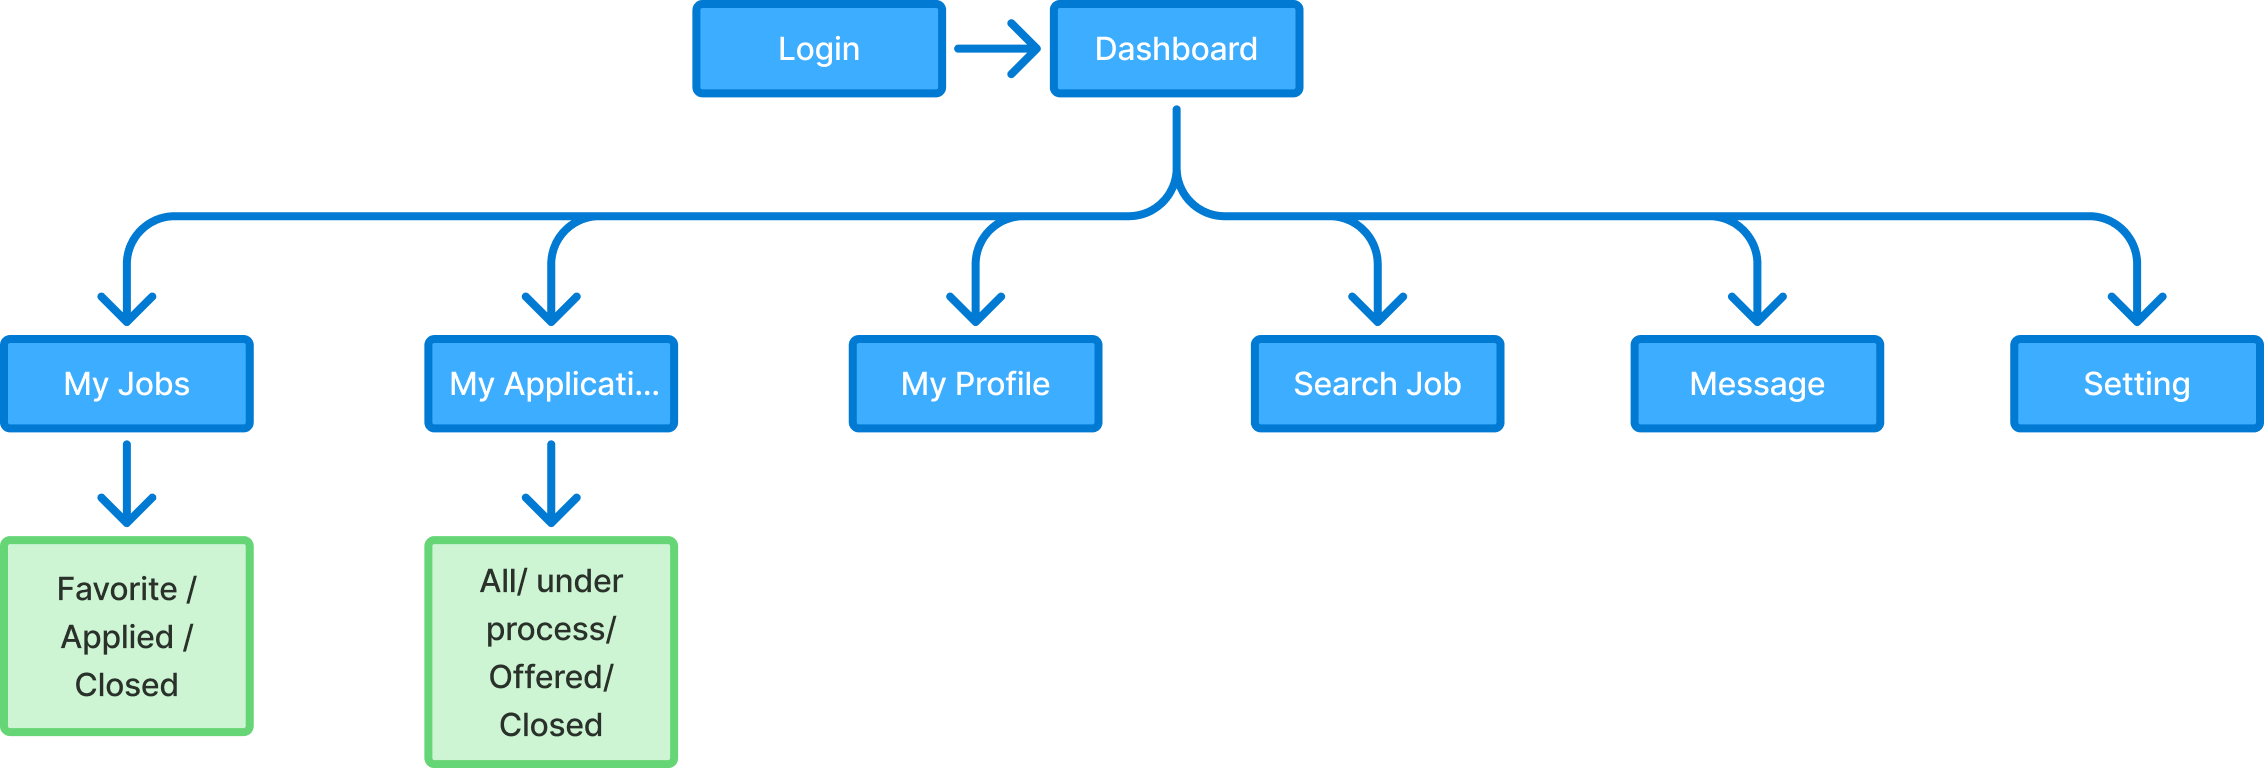 Login
Dashboard
My Jobs
My Applicati...
My Profile
Search Job
Message
Setting
Favorite /
Applied /
Closed
All/ under
process/
Offered/
Closed